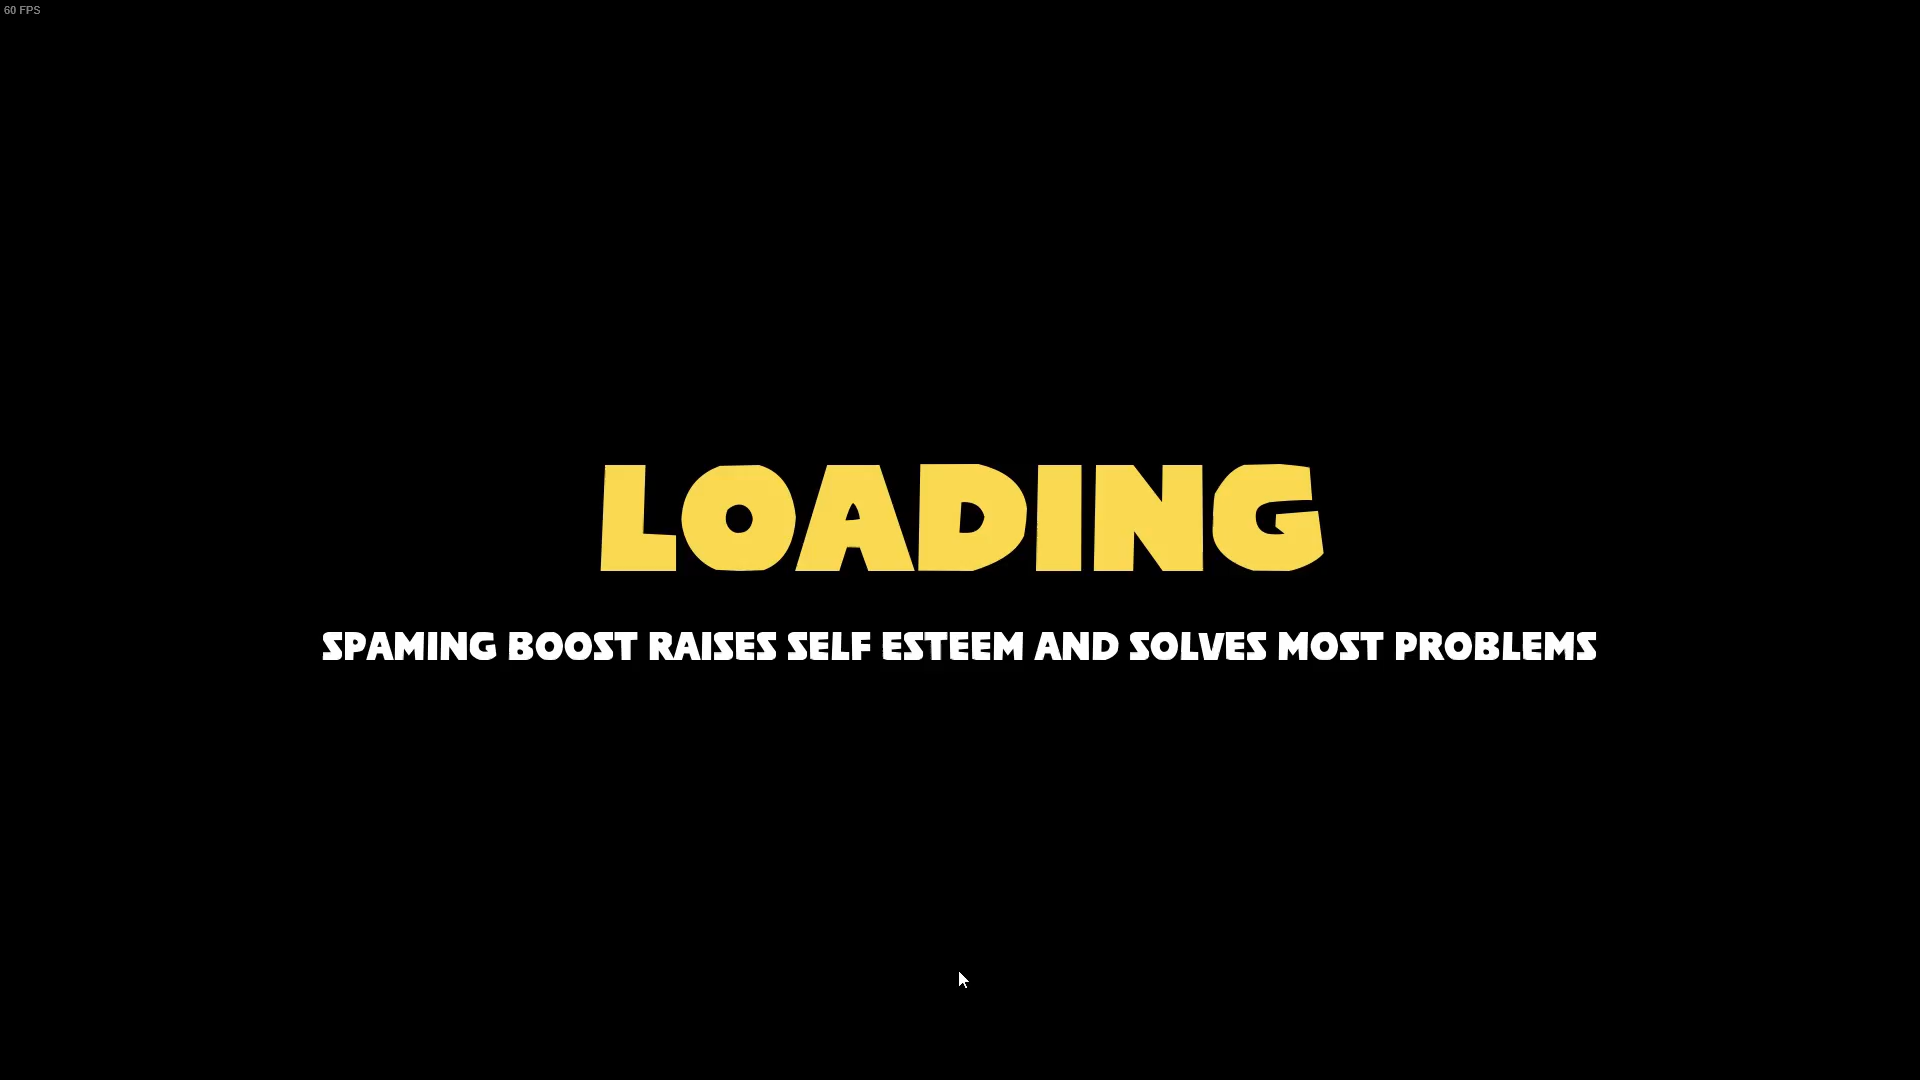 60 FPS
LOADING
SPAMING BOOST RAISES SELF ESTEEM AND SOLVES MOST PROBLEMS